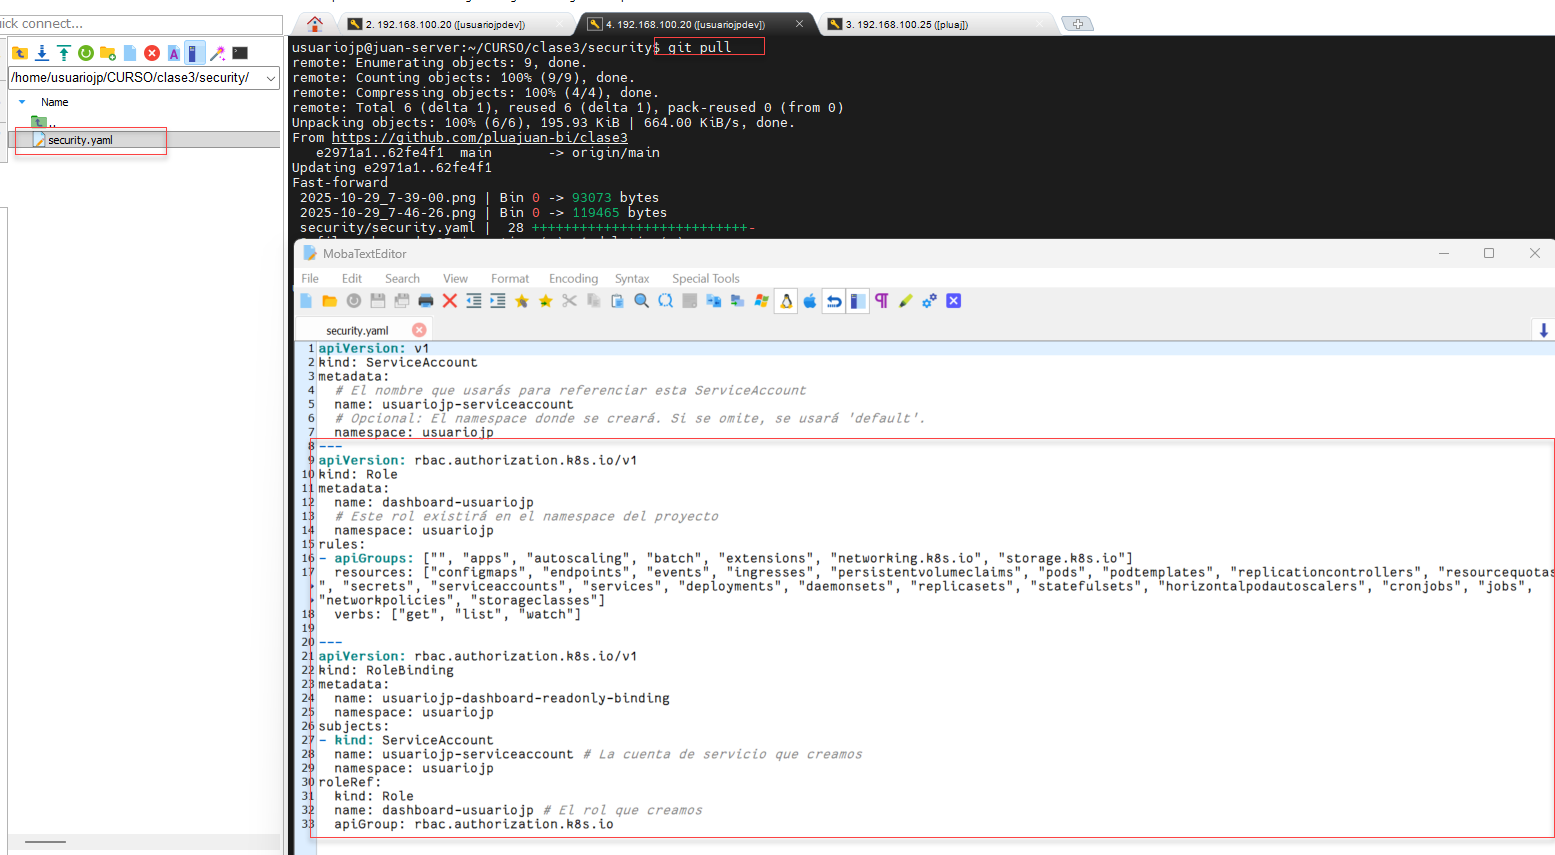 uick connect...
2. 192.168.100.20 ([usuariojpdev])
4. 192.168.100.20 ([usuariojpdev])
3. 192.168.100.25 ([pluaj])
/home/usuariojp/CURSO/clase3/security/
Name
..
security.yaml
usuariojp@juan-server:~/CURSO/clase3/security$ git pull
remote: Enumerating objects: 9, done.
remote: Counting objects: 100% (9/9), done.
remote: Compressing objects: 100% (4/4), done.
remote: Total 6 (delta 1), reused 6 (delta 1), pack-reused 0 (from 0)
Unpacking objects: 100% (6/6), 195.93 KiB | 664.00 KiB/s, done.
From https://github.com/pluajuan-bi/clase3
   e2971a1..62fe4f1  main       -> origin/main
Updating e2971a1..62fe4f1
Fast-forward
 2025-10-29_7-39-00.png | Bin 0 -> 93073 bytes
 2025-10-29_7-46-26.png | Bin 0 -> 119465 bytes
 security/security.yaml |  28 +++++++++++++++++++++++++++-
MobaTextEditor
File Edit Search View Format Encoding Syntax Special Tools
security.yaml
1 apiVersion: v1
2 kind: ServiceAccount
3 metadata:
4   # El nombre que usarás para referenciar esta ServiceAccount
5   name: usuariojp-serviceaccount
6   # Opcional: El namespace donde se creará. Si se omite, se usará 'default'.
7   namespace: usuariojp
8 ---
9 apiVersion: rbac.authorization.k8s.io/v1
10 kind: Role
11 metadata:
12   name: dashboard-usuariojp
13   # Este rol existirá en el namespace del proyecto
14   namespace: usuariojp
15 rules:
16 - apiGroups: ["", "apps", "autoscaling", "batch", "extensions", "networking.k8s.io", "storage.k8s.io"]
17   resources: ["configmaps", "endpoints", "events", "ingresses", "persistentvolumeclaims", "pods", "podtemplates", "replicationcontrollers", "resourcequotas
", "secrets", "serviceaccounts", "services", "deployments", "daemonsets", "replicasets", "statefulsets", "horizontalpodautoscalers", "cronjobs", "jobs",
"networkpolicies", "storageclasses"]
18   verbs: ["get", "list", "watch"]
19
20 ---
21 apiVersion: rbac.authorization.k8s.io/v1
22 kind: RoleBinding
23 metadata:
24   name: usuariojp-dashboard-readonly-binding
25   namespace: usuariojp
26 subjects:
27 - kind: ServiceAccount
28   name: usuariojp-serviceaccount # La cuenta de servicio que creamos
29   namespace: usuariojp
30 roleRef:
31   kind: Role
32   name: dashboard-usuariojp # El rol que creamos
33   apiGroup: rbac.authorization.k8s.io